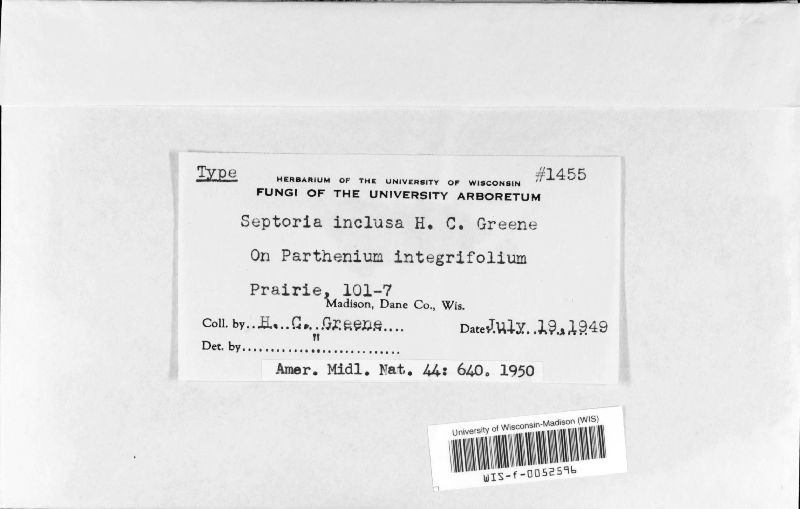 Type
#1455
HERBARIUM OF THE UNIVERSITY OF WISCONSIN
FUNGI OF THE UNIVERSITY ARBORETUM
Septoria inclusa H. C. Greene
On Parthenium integrifolium
Prairie, 101-7
Madison, Dane Co., Wis.
Coll. by H. C. Greene Date July 19, 1949
Det. by "
Amer. Midl. Nat. 44: 640. 1950
University of Wisconsin-Madison (WIS)
WIS-f-0052596